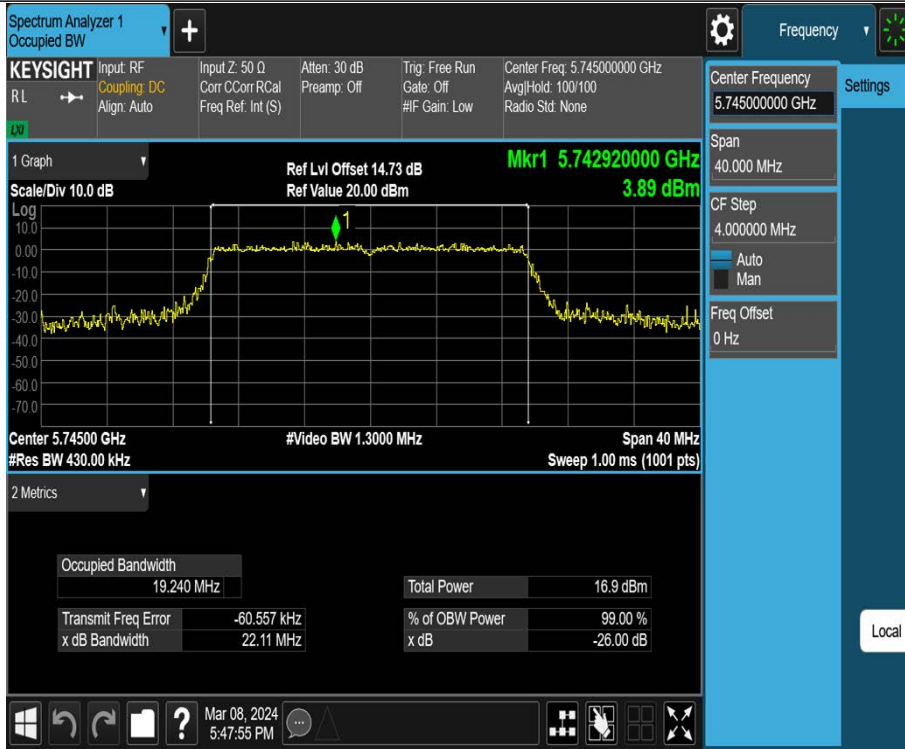 Spectrum Analyzer 1
Occupied BW
+
Frequency
KEYSIGHT
R L
LXI
Input: RF
Coupling: DC
Align: Auto
Input Z: 50 Ω
Corr CCorr RCal
Freq Ref: Int (S)
Atten: 30 dB
Preamp: Off
Trig: Free Run
Gate: Off
#IF Gain: Low
Center Freq: 5.745000000 GHz
Avg|Hold: 100/100
Radio Std: None
Center Frequency
5.745000000 GHz
Settings
Span
40.000 MHz
CF Step
4.000000 MHz
Auto
Man
Freq Offset
0 Hz
Local
1 Graph
Scale/Div 10.0 dB
Ref Lvl Offset 14.73 dB
Ref Value 20.00 dBm
Mkr1 5.742920000 GHz
3.89 dBm
Log
1
10.0
0.00
-10.0
-20.0
-30.0
-40.0
-50.0
-60.0
-70.0
Center 5.74500 GHz
#Video BW 1.3000 MHz
Span 40 MHz
#Res BW 430.00 kHz
Sweep 1.00 ms (1001 pts)
2 Metrics
Occupied Bandwidth
19.240 MHz
Total Power 16.9 dBm
Transmit Freq Error -60.557 kHz
% of OBW Power 99.00 %
x dB Bandwidth 22.11 MHz
x dB -26.00 dB
?
Mar 08, 2024
5:47:55 PM